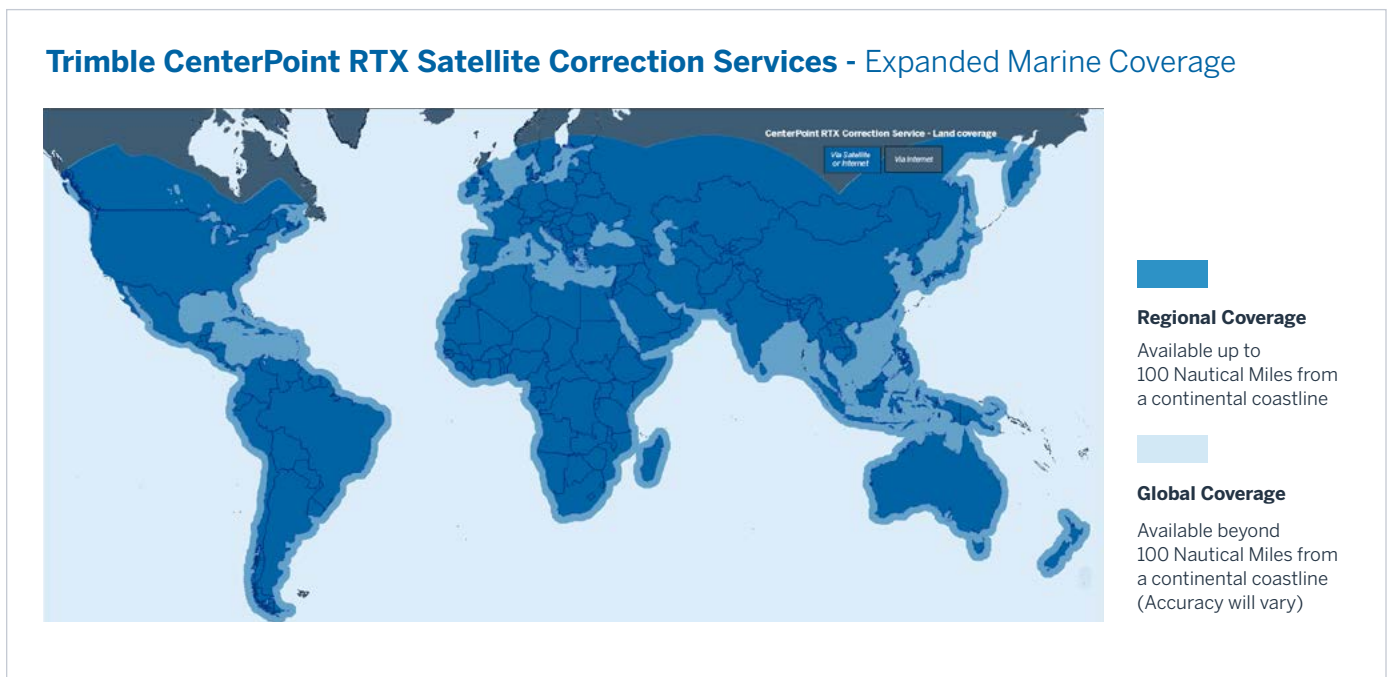 Trimble CenterPoint RTX Satellite Correction Services - Expanded Marine Coverage
CenterPoint RTX Correction Service - Land coverage
Via Satellite
or Internet
Via Internet
Regional Coverage
Available up to
100 Nautical Miles from
a continental coastline
Global Coverage
Available beyond
100 Nautical Miles from
a continental coastline
(Accuracy will vary)